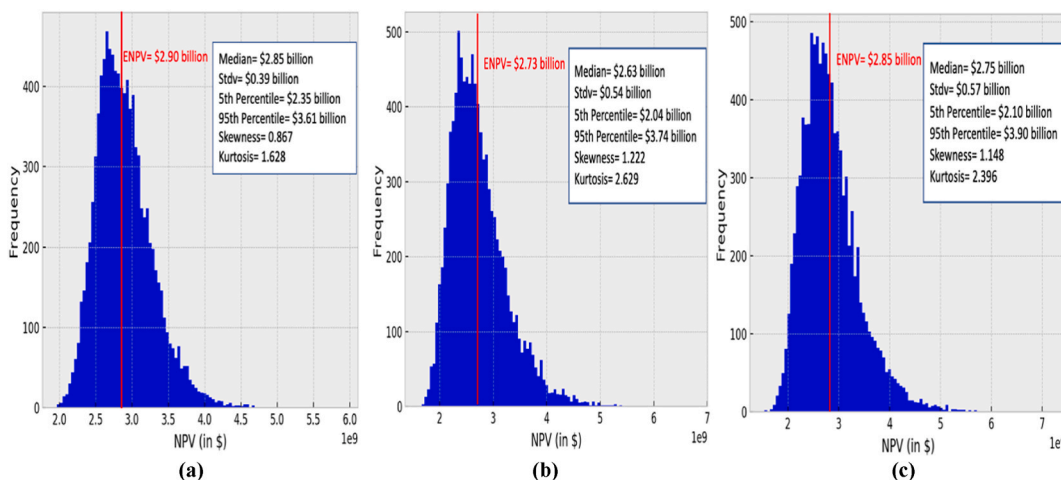 ENPV= $2.90 billion
Median= $2.85 billion
Stdv= $0.39 billion
5th Percentile= $2.35 billion
95th Percentile= $3.61 billion
Skewness= 0.867
Kurtosis= 1.628
Frequency
400
300
200
100
0
2.0 2.5 3.0 3.5 4.0 4.5 5.0 5.5 6.0
1e9
NPV (in $)
(a)
ENPV= $2.73 billion
Median= $2.63 billion
Stdv= $0.54 billion
5th Percentile= $2.04 billion
95th Percentile= $3.74 billion
Skewness= 1.222
Kurtosis= 2.629
Frequency
500
400
300
200
100
0
2 3 4 5 6 7
1e9
NPV (in $)
(b)
ENPV= $2.85 billion
Median= $2.75 billion
Stdv= $0.57 billion
5th Percentile= $2.10 billion
95th Percentile= $3.90 billion
Skewness= 1.148
Kurtosis= 2.396
Frequency
500
400
300
200
100
0
2 3 4 5 6 7
NPV (in $)
(c)